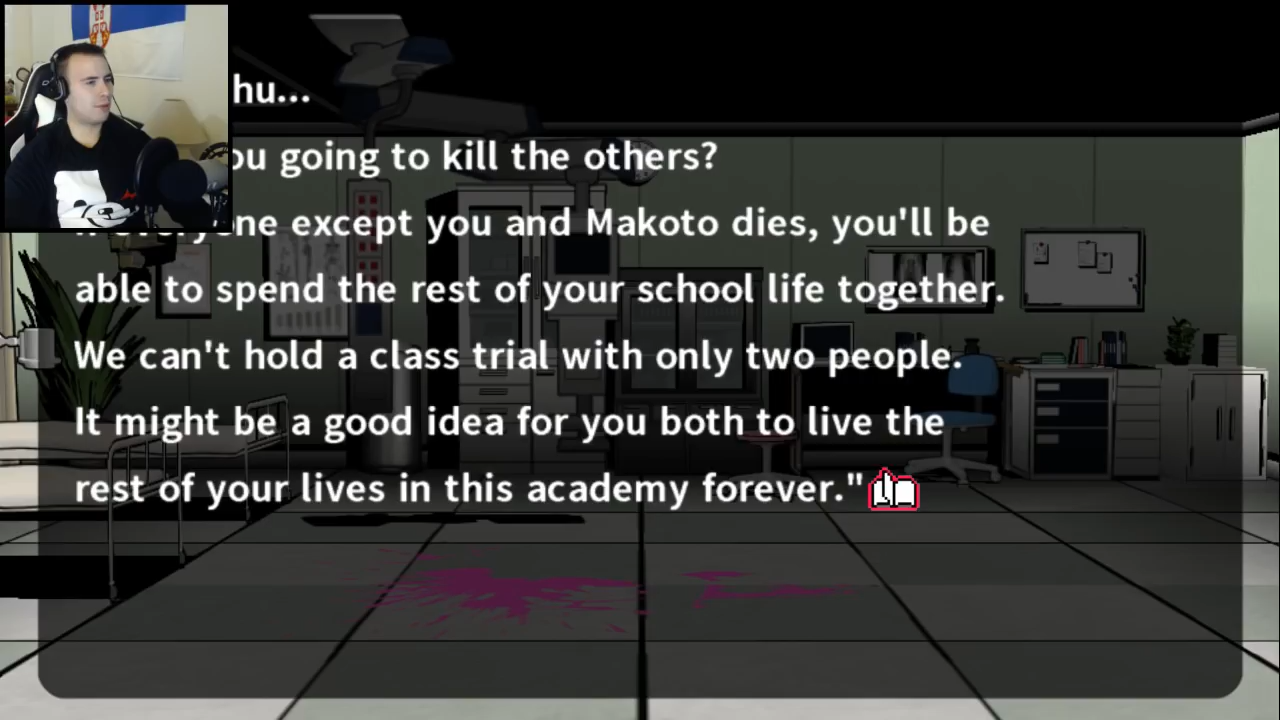 hu...
ou going to kill the others?
everyone except you and Makoto dies, you'll be
able to spend the rest of your school life together.
We can't hold a class trial with only two people.
It might be a good idea for you both to live the
rest of your lives in this academy forever."